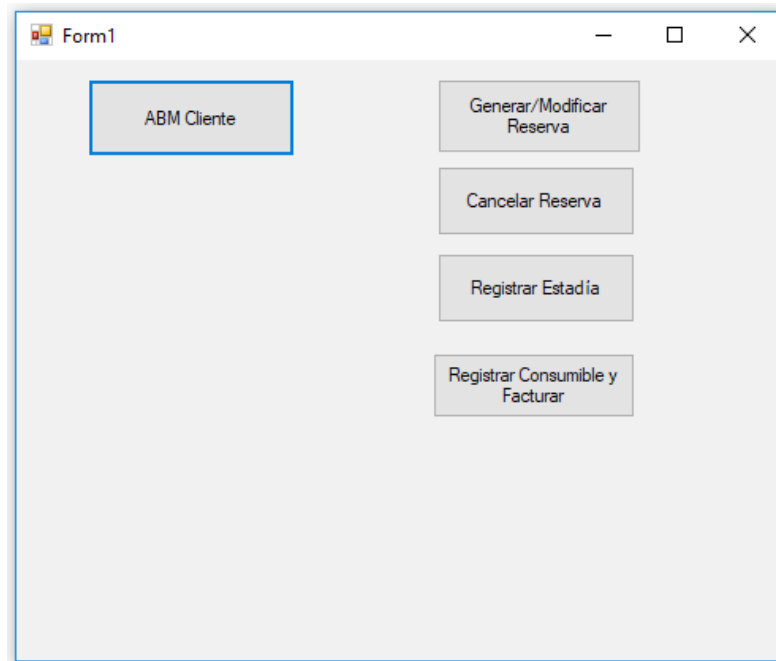 Form1
ABM Cliente
Generar/Modificar
Reserva
Cancelar Reserva
Registrar Estadía
Registrar Consumible y
Facturar